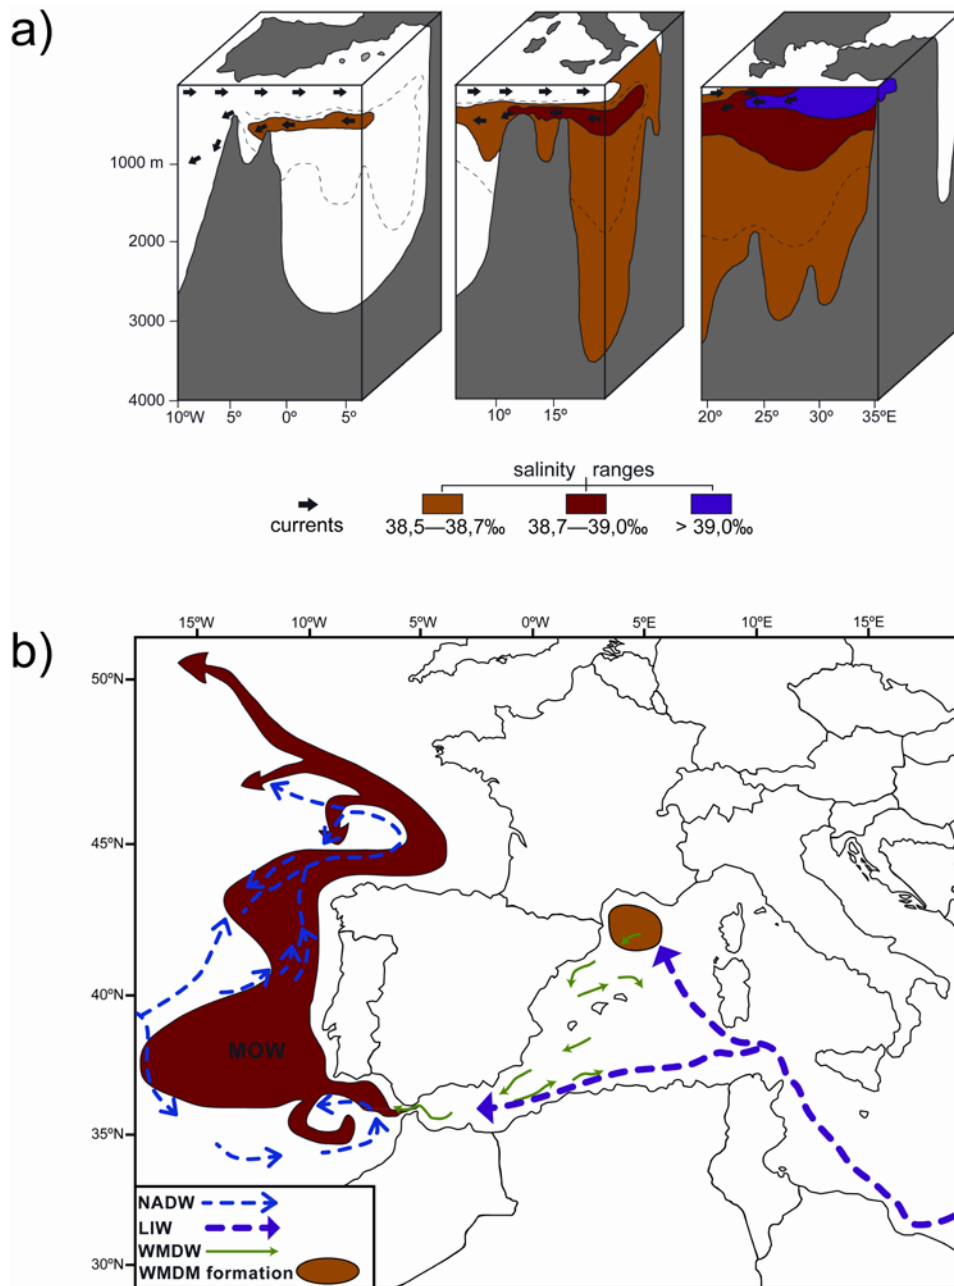 a)
1000 m
2000
3000
4000
10ºW 5º 0º 5º
10º 15º
20º 25º 30º 35ºE
salinity ranges
currents
38,5—38,7‰
38,7—39,0‰
> 39,0‰
b)
15ºW 10ºW 5ºW 0ºW 5ºE 10ºE 15ºE
50ºN
45ºN
40ºN
35ºN
30ºN
MOW
NADW
LIW
WMDW
WMDM formation